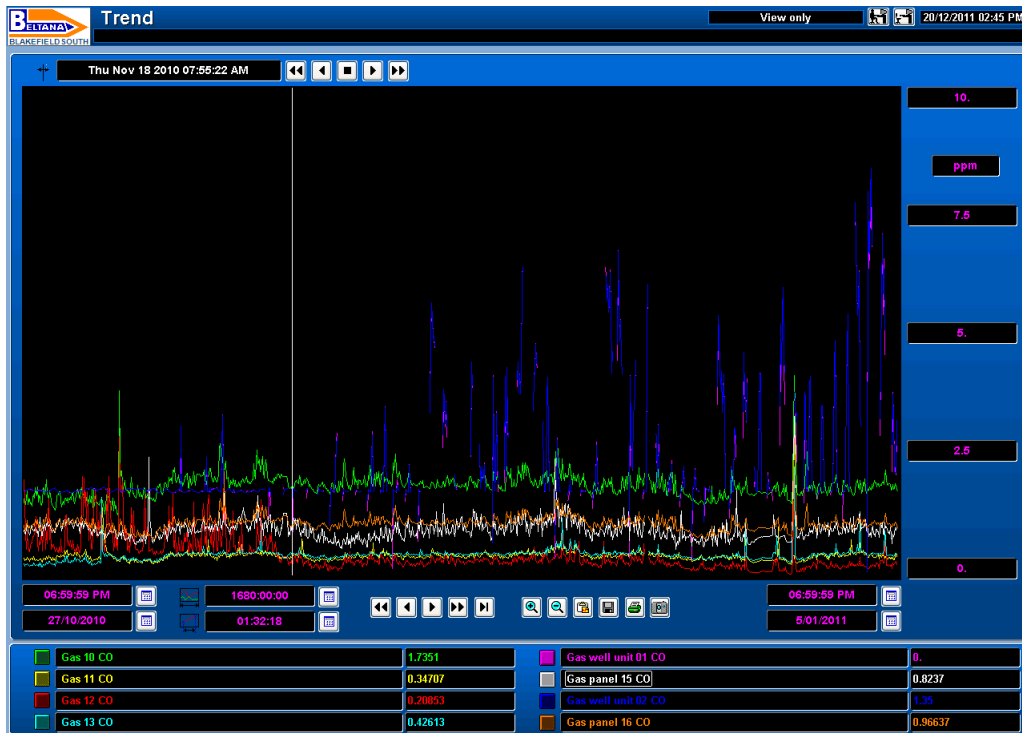 BELTANA
BLAKEFIELD SOUTH
Trend
View only
20/12/2011 02:45 PM
Thu Nov 18 2010 07:55:22 AM
10.
ppm
7.5
5.
2.5
0.
06:59:59 PM
1680:00:00
06:59:59 PM
27/10/2010
01:32:18
5/01/2011
Gas 10 CO 1.7351 Gas well unit 01 CO 0.
Gas 11 CO 0.34707 Gas panel 15 CO 0.8237
Gas 12 CO 0.20853 Gas well unit 02 CO 1.35
Gas 13 CO 0.42613 Gas panel 16 CO 0.96637